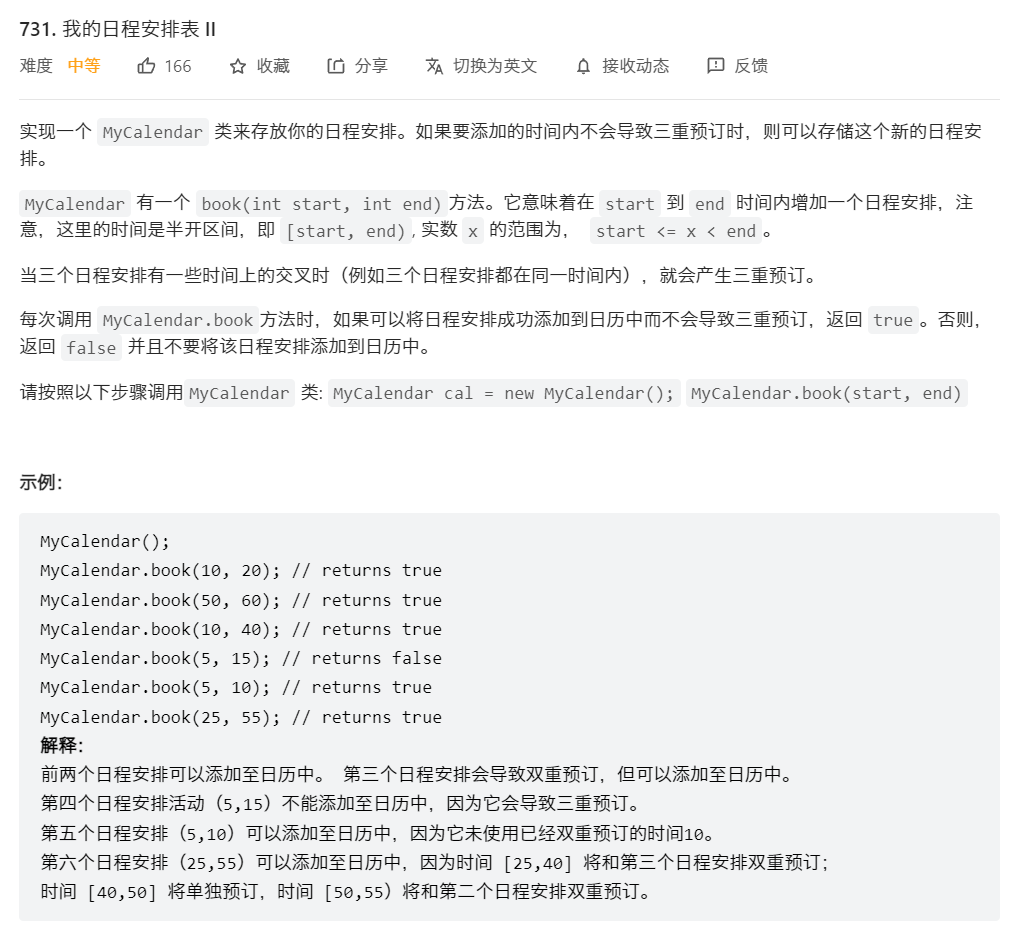 731. 我的日程安排表 II
难度 中等 166 收藏 分享 切换为英文 接收动态 反馈
实现一个 MyCalendar 类来存放你的日程安排。如果要添加的时间内不会导致三重预订时，则可以存储这个新的日程安
排。
MyCalendar 有一个 book(int start, int end)方法。它意味着在 start 到 end 时间内增加一个日程安排，注
意，这里的时间是半开区间，即 [start, end), 实数 x 的范围为， start <= x < end。
当三个日程安排有一些时间上的交叉时（例如三个日程安排都在同一时间内），就会产生三重预订。
每次调用 MyCalendar.book方法时，如果可以将日程安排成功添加到日历中而不会导致三重预订，返回 true。否则，
返回 false 并且不要将该日程安排添加到日历中。
请按照以下步骤调用MyCalendar 类: MyCalendar cal = new MyCalendar(); MyCalendar.book(start, end)
示例：
MyCalendar();
MyCalendar.book(10, 20); // returns true
MyCalendar.book(50, 60); // returns true
MyCalendar.book(10, 40); // returns true
MyCalendar.book(5, 15); // returns false
MyCalendar.book(5, 10); // returns true
MyCalendar.book(25, 55); // returns true
解释：
前两个日程安排可以添加至日历中。 第三个日程安排会导致双重预订，但可以添加至日历中。
第四个日程安排活动（5,15）不能添加至日历中，因为它会导致三重预订。
第五个日程安排（5,10）可以添加至日历中，因为它未使用已经双重预订的时间10。
第六个日程安排（25,55）可以添加至日历中，因为时间 [25,40] 将和第三个日程安排双重预订；
时间 [40,50] 将单独预订，时间 [50,55）将和第二个日程安排双重预订。